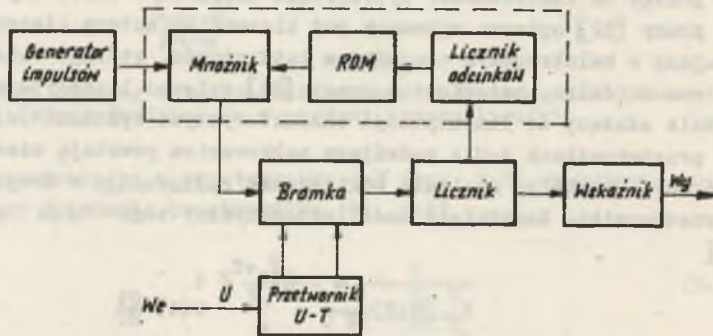 Generator
impulsów
Mnożnik
ROM
Licznik
odcinków
Bramka
Licznik
Wskaźnik
Wy
We
U
Przetwornik
U-T